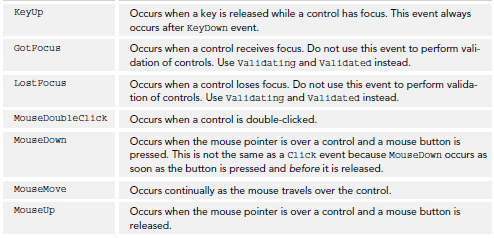 KeyUp Occurs when a key is released while a control has focus. This event always
occurs after KeyDown event.
GotFocus Occurs when a control receives focus. Do not use this event to perform vali-
dation of controls. Use Validating and Validated instead.
LostFocus Occurs when a control loses focus. Do not use this event to perform valida-
tion of controls. Use Validating and Validated instead.
MouseDoubleClick Occurs when a control is double-clicked.
MouseDown Occurs when the mouse pointer is over a control and a mouse button is
pressed. This is not the same as a Click event because MouseDown occurs as
soon as the button is pressed and before it is released.
MouseMove Occurs continually as the mouse travels over the control.
MouseUp Occurs when the mouse pointer is over a control and a mouse button is
released.